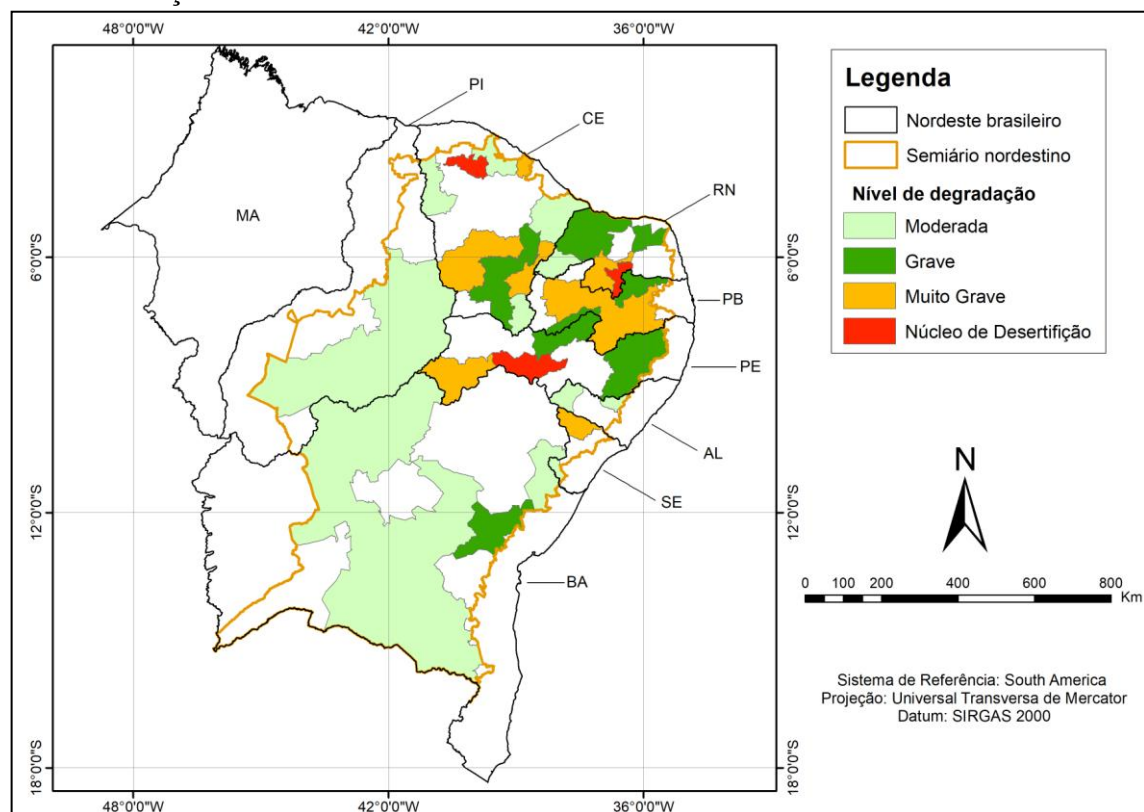 48°0'0"W 42°0'0"W 36°0'0"W
PI
CE
MA
RN
6°0'0"S 6°0'0"S
PB
PE
AL
SE
12°0'0"S 12°0'0"S
BA
18°0'0"S 18°0'0"S
48°0'0"W 42°0'0"W 36°0'0"W
Legenda
Nordeste brasileiro
Semiário nordestino
Nível de degradação
Moderada
Grave
Muito Grave
Núcleo de Desertifição
N
0 100 200 400 600 800
Km
Sistema de Referência: South America
Projeção: Universal Transversa de Mercator
Datum: SIRGAS 2000